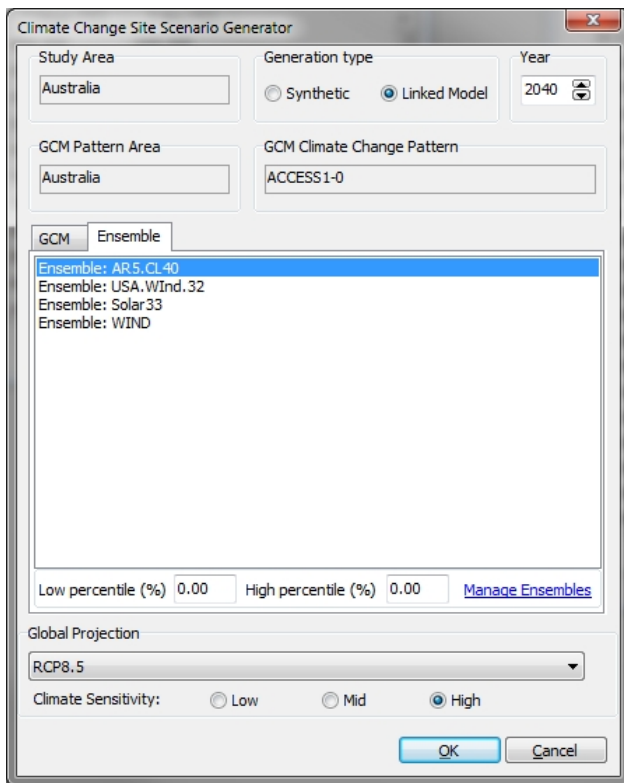 Climate Change Site Scenario Generator
Study Area
Australia
Generation type
Synthetic
Linked Model
Year
2040
GCM Pattern Area
Australia
GCM Climate Change Pattern
ACCESS1-0
GCM
Ensemble
Ensemble: AR5.CL40
Ensemble: USA.WInd.32
Ensemble: Solar33
Ensemble: WIND
Low percentile (%) 0.00 High percentile (%) 0.00 Manage Ensembles
Global Projection
RCP8.5
Climate Sensitivity: Low Mid High
OK Cancel